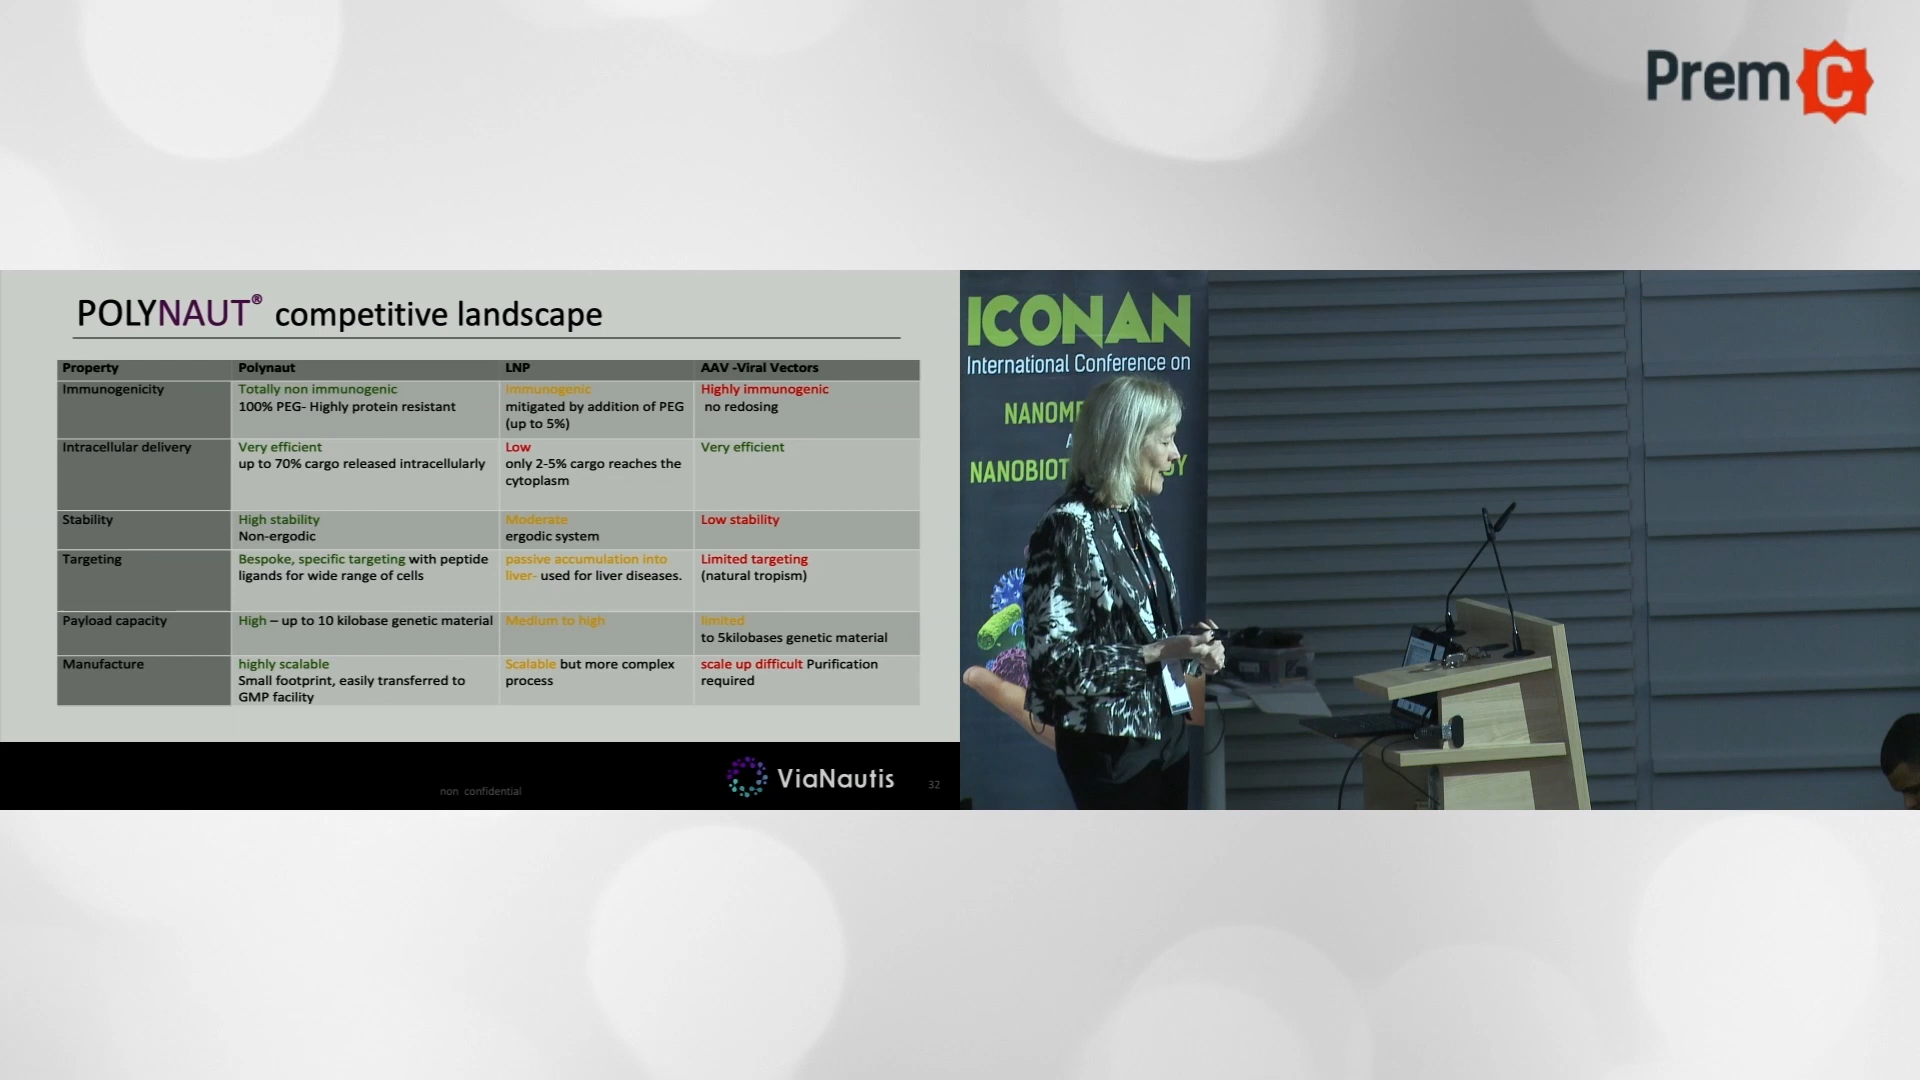 PremC
POLYNAUT® competitive landscape
Property Polynaut LNP AAV -Viral Vectors
Immunogenicity
Totally non immunogenic
100% PEG- Highly protein resistant
Immunogenic
mitigated by addition of PEG
(up to 5%)
Highly immunogenic
no redosing
Intracellular delivery
Very efficient
up to 70% cargo released intracellularly
Low
only 2-5% cargo reaches the
cytoplasm
Very efficient
Stability
High stability
Non-ergodic
Moderate
ergodic system
Low stability
Targeting
Bespoke, specific targeting with peptide
ligands for wide range of cells
passive accumulation into
liver- used for liver diseases.
Limited targeting
(natural tropism)
Payload capacity
High – up to 10 kilobase genetic material
Medium to high
limited
to 5kilobases genetic material
Manufacture
highly scalable
Small footprint, easily transferred to
GMP facility
Scalable but more complex
process
scale up difficult Purification
required
non confidential
ViaNautis
32
ICONAN
International Conference on